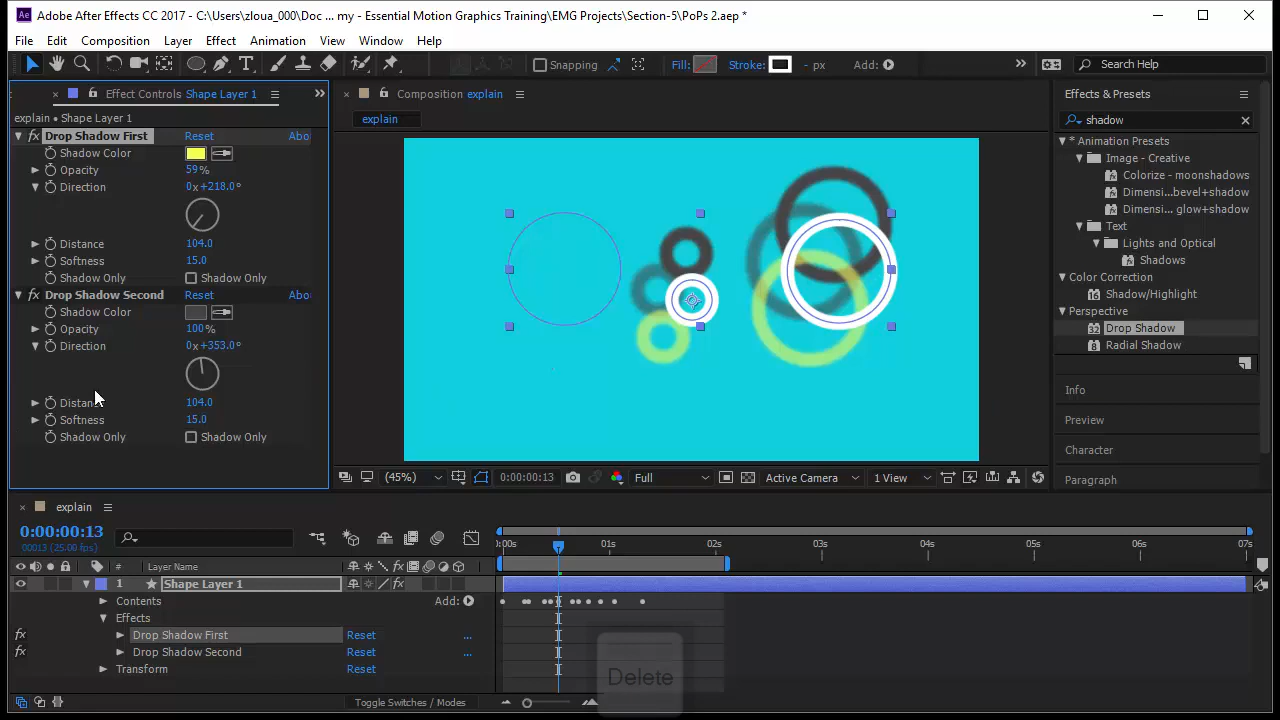 Ae Adobe After Effects CC 2017 - C:\Users\zloua_000\Doc ... my - Essential Motion Graphics Training\EMG Projects\Section-5\PoPs 2.aep *
File Edit Composition Layer Effect Animation View Window Help
Snapping Fill: Stroke: - px Add: Search Help
Effect Controls Shape Layer 1
explain • Shape Layer 1
Drop Shadow First Reset Abo
Shadow Color
Opacity 59 %
Direction 0x+218.0°
Distance 104.0
Softness 15.0
Shadow Only Shadow Only
Drop Shadow Second Reset Abo
Shadow Color
Opacity 100 %
Direction 0x+353.0°
Distanc 104.0
Softness 15.0
Shadow Only Shadow Only
Composition explain
explain
(45%) 0:00:00:13 Full Active Camera 1 View
Effects & Presets
shadow
* Animation Presets
Image - Creative
Colorize - moonshadows
Dimensi...bevel+shadow
Dimensi... glow+shadow
Text
Lights and Optical
Shadows
Color Correction
16 Shadow/Highlight
Perspective
32 Drop Shadow
8 Radial Shadow
Info
Preview
Character
Paragraph
explain
0:00:00:13
00013 (25.00 fps)
:00s 01s 02s 03s 04s 05s 06s 07s
# Layer Name
1 Shape Layer 1
Contents Add:
Effects
fx Drop Shadow First Reset ...
fx Drop Shadow Second Reset ...
Transform Reset
Delete
Toggle Switches / Modes